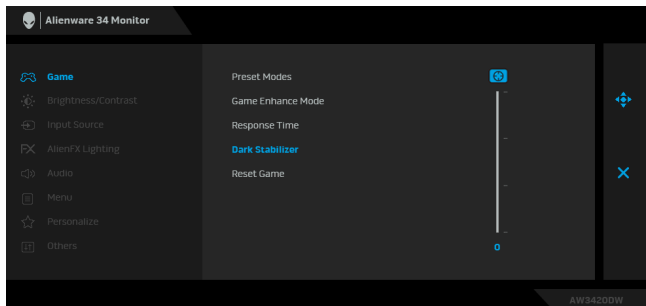 Alienware 34 Monitor
Game
Brightness/Contrast
Input Source
FX AlienFX Lighting
Audio
Menu
Personalize
Others
Preset Modes
Game Enhance Mode
Response Time
Dark Stabilizer
Reset Game
0
AW3420DW